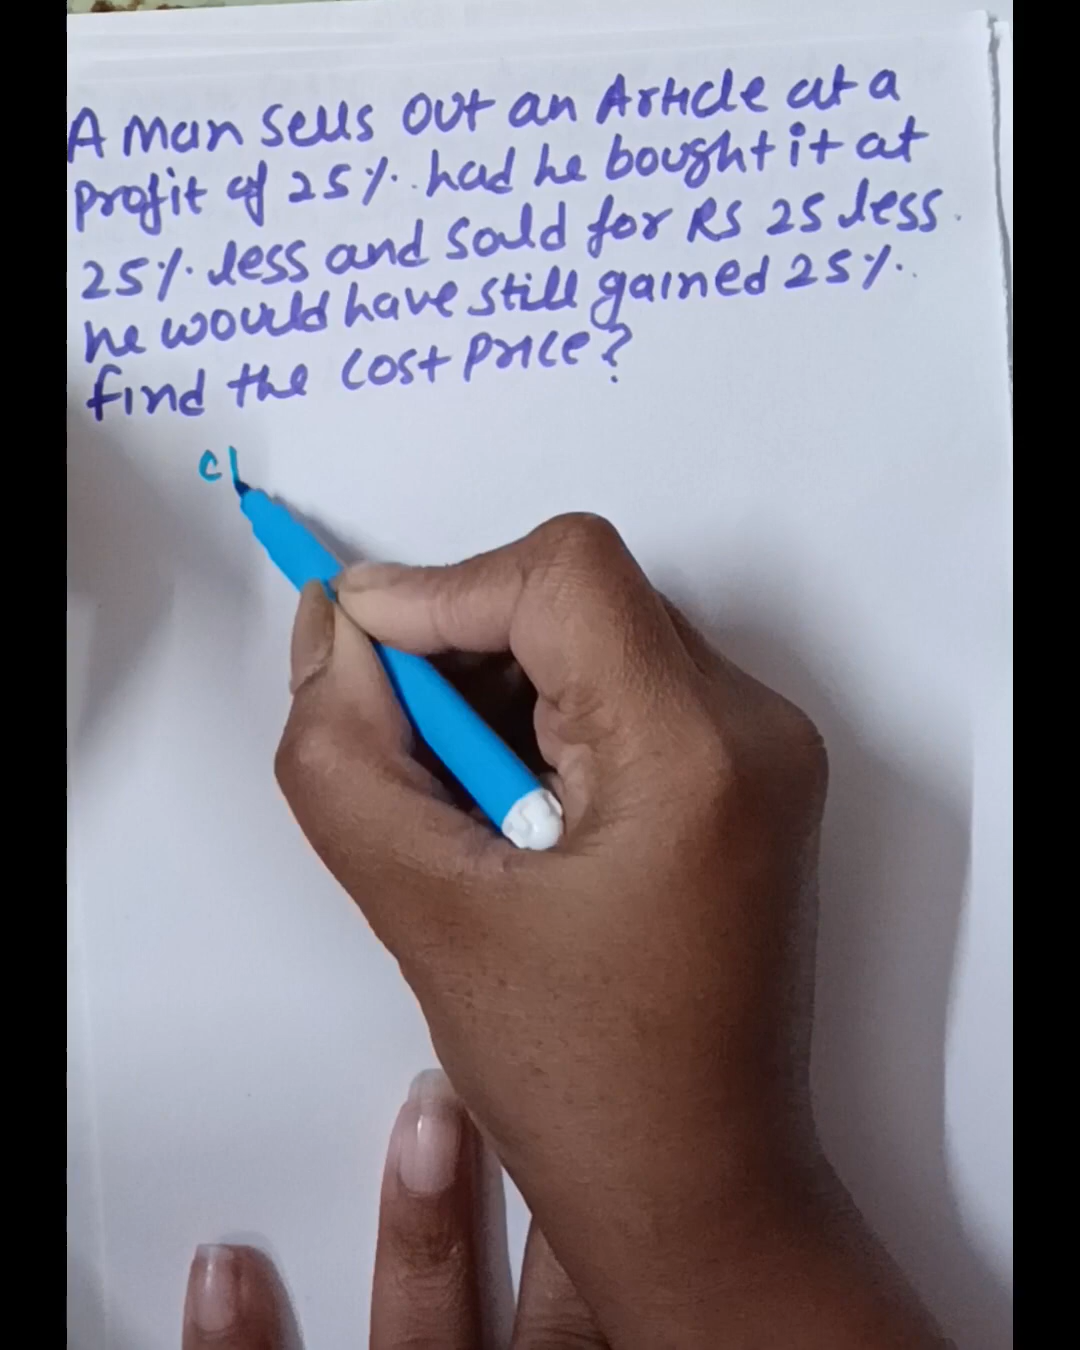 A Man sells out an Article at a
Profit of 25%. had he bought it at
25%. less and sold for Rs 25 less.
he would have still gained 25%..
find the cost price?